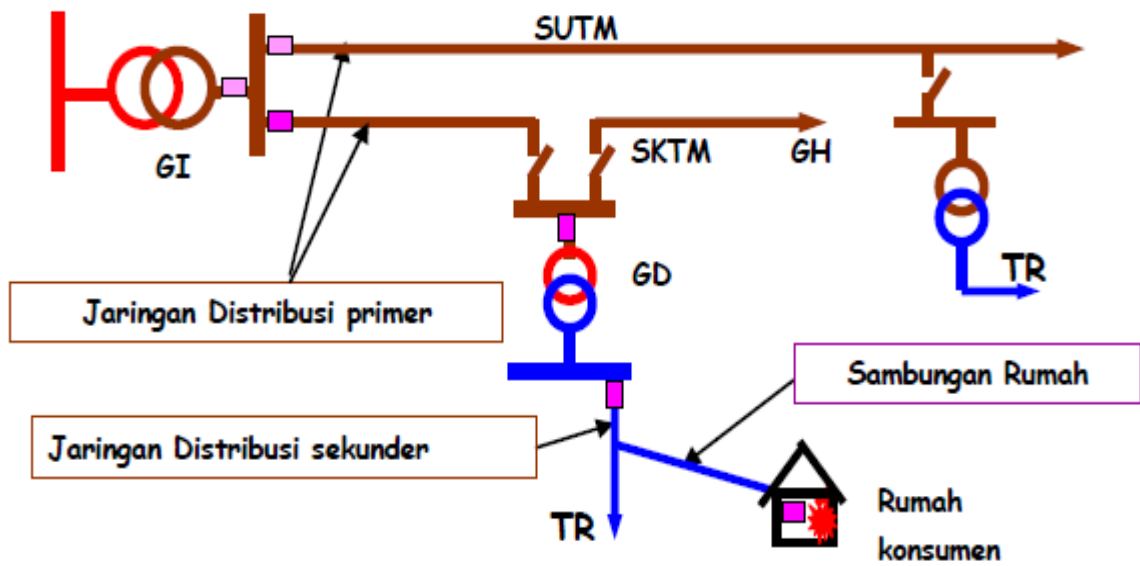 SUTM
GI
SKTM
GH
Jaringan Distribusi primer
GD
TR
Sambungan Rumah
Jaringan Distribusi sekunder
TR
Rumah
konsumen